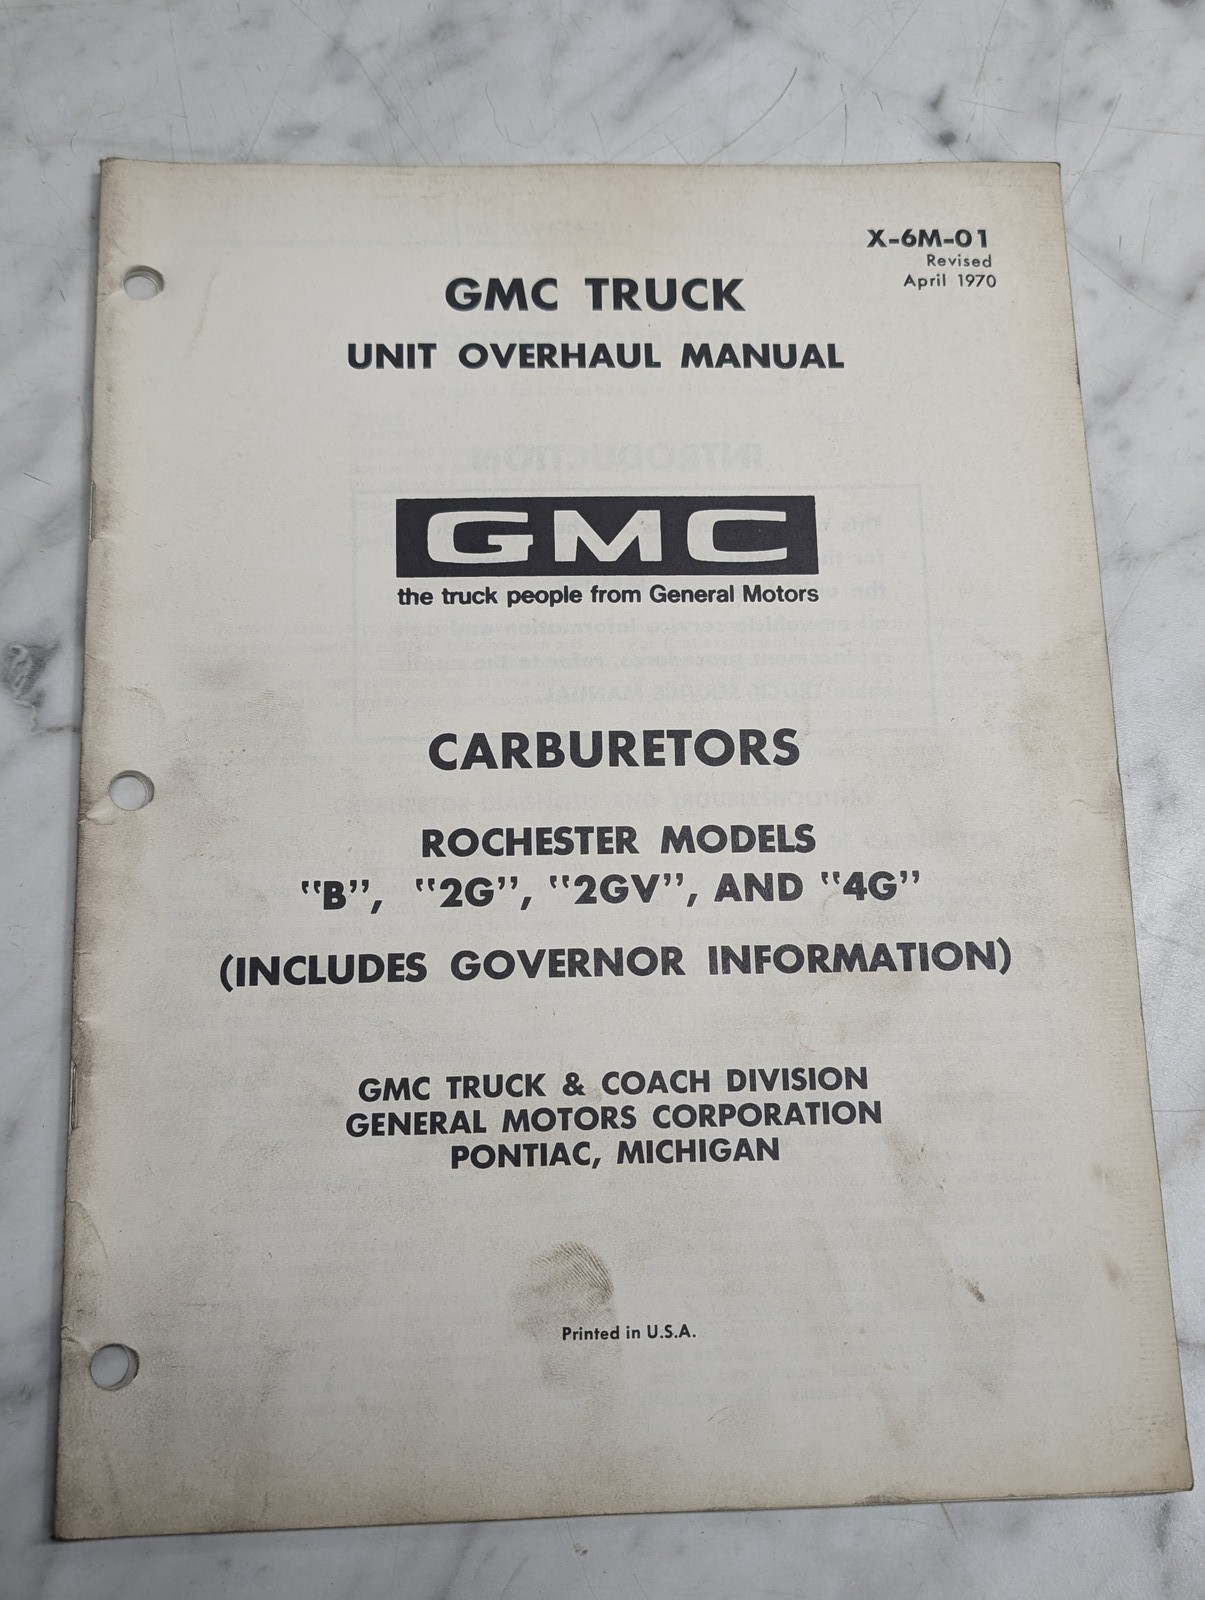 X-6M-01
Revised
April 1970
GMC TRUCK
UNIT OVERHAUL MANUAL
GMC
the truck people from General Motors
CARBURETORS
ROCHESTER MODELS
"B", "2G", "2GV", AND "4G"
(INCLUDES GOVERNOR INFORMATION)
GMC TRUCK & COACH DIVISION
GENERAL MOTORS CORPORATION
PONTIAC, MICHIGAN
Printed in U.S.A.